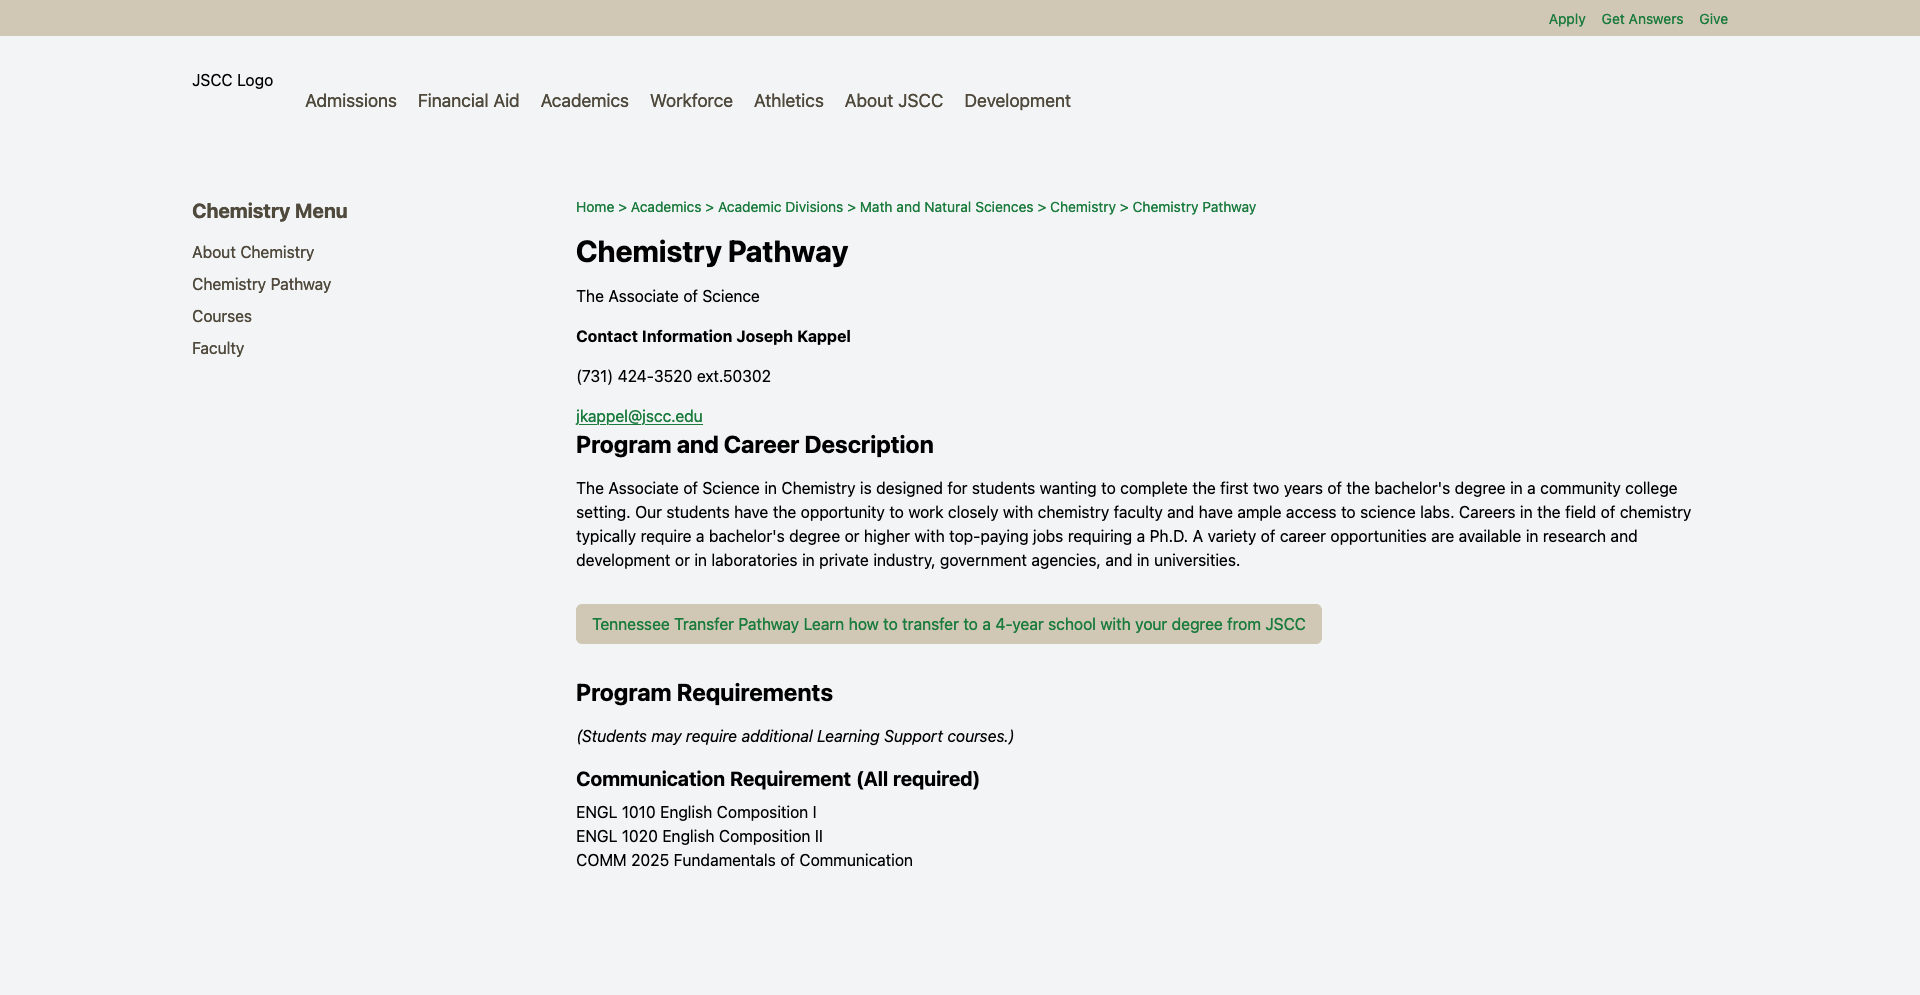 Apply Get Answers Give
JSCC Logo
Admissions Financial Aid Academics Workforce Athletics About JSCC Development
Chemistry Menu
About Chemistry
Chemistry Pathway
Courses
Faculty
Home > Academics > Academic Divisions > Math and Natural Sciences > Chemistry > Chemistry Pathway
Chemistry Pathway
The Associate of Science
Contact Information Joseph Kappel
(731) 424-3520 ext.50302
jkappel@jscc.edu
Program and Career Description
The Associate of Science in Chemistry is designed for students wanting to complete the first two years of the bachelor's degree in a community college
setting. Our students have the opportunity to work closely with chemistry faculty and have ample access to science labs. Careers in the field of chemistry
typically require a bachelor's degree or higher with top-paying jobs requiring a Ph.D. A variety of career opportunities are available in research and
development or in laboratories in private industry, government agencies, and in universities.
Tennessee Transfer Pathway Learn how to transfer to a 4-year school with your degree from JSCC
Program Requirements
(Students may require additional Learning Support courses.)
Communication Requirement (All required)
ENGL 1010 English Composition I
ENGL 1020 English Composition II
COMM 2025 Fundamentals of Communication